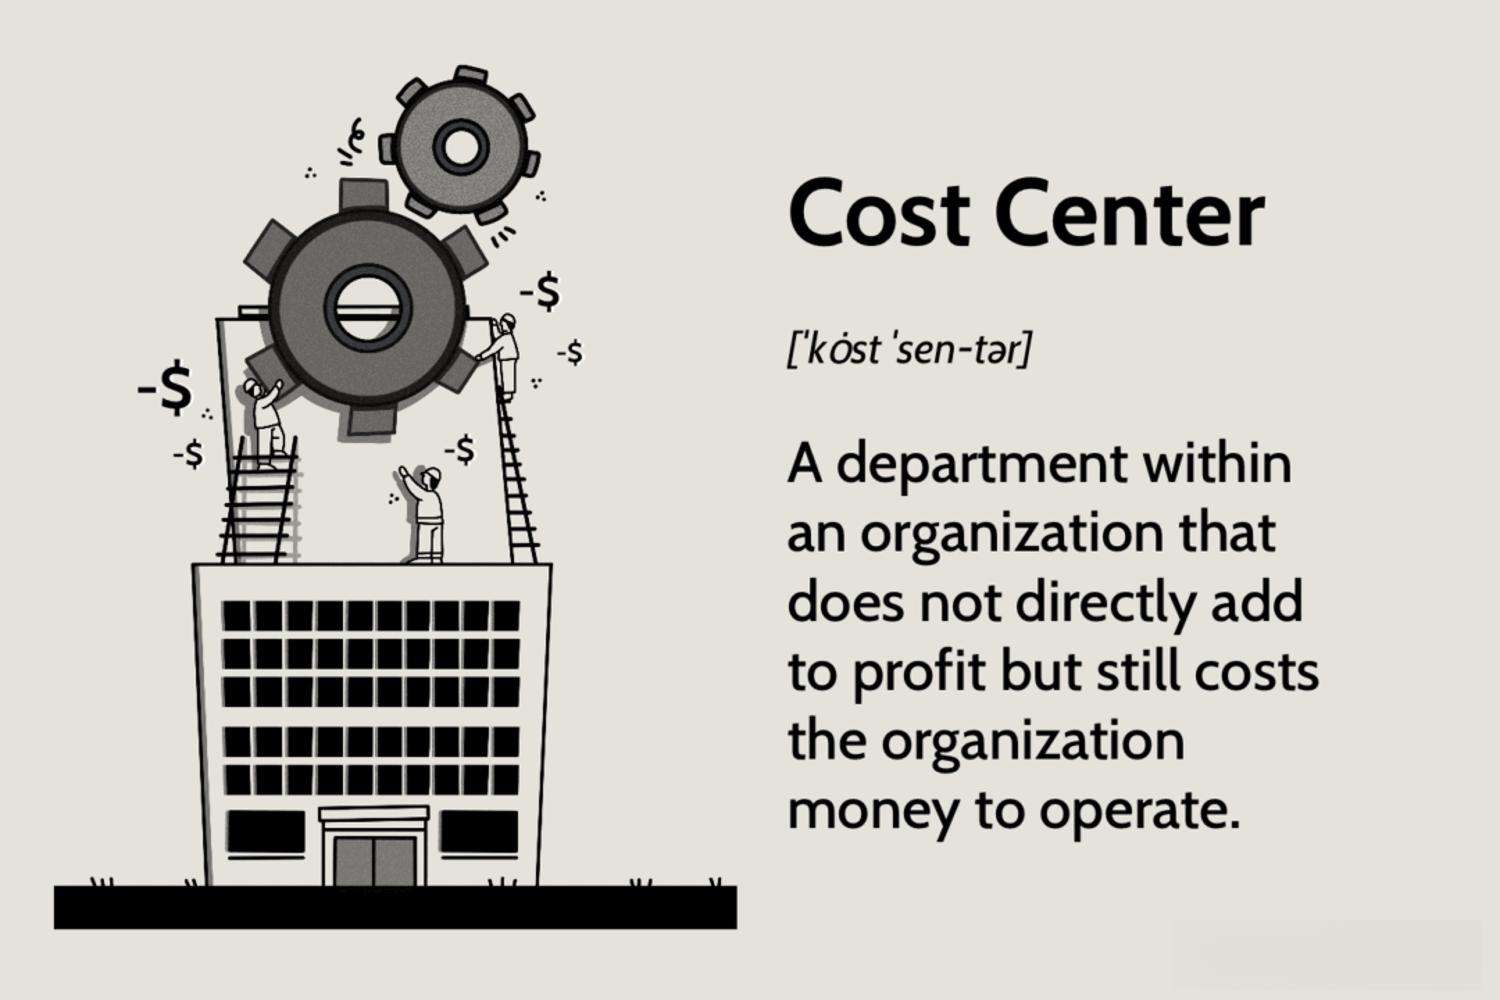 Cost Center
[ˈkȯst ˈsen-tər]
A department within
an organization that
does not directly add
to profit but still costs
the organization
money to operate.
-$
-$
-$
-$
-$